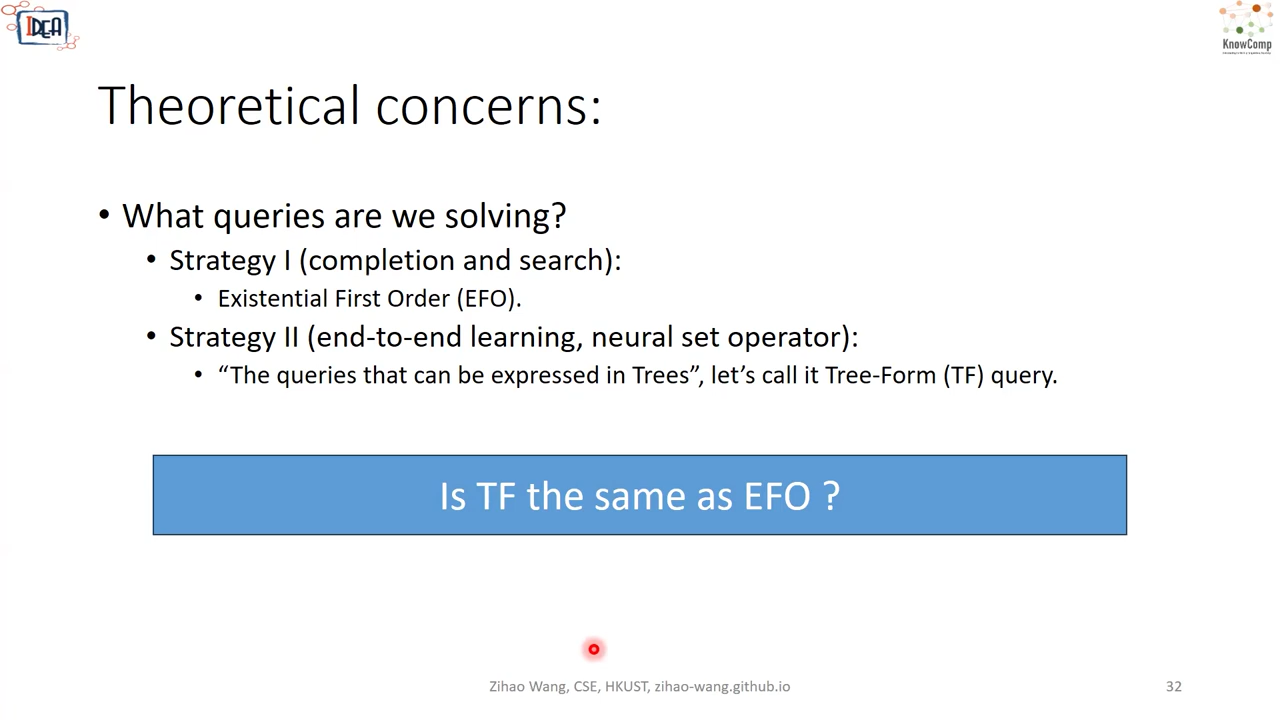 IDEA
KnowComp
Theoretical concerns:
• What queries are we solving?
• Strategy I (completion and search):
• Existential First Order (EFO).
• Strategy II (end-to-end learning, neural set operator):
• “The queries that can be expressed in Trees”, let’s call it Tree-Form (TF) query.
Is TF the same as EFO ?
Zihao Wang, CSE, HKUST, zihao-wang.github.io
32